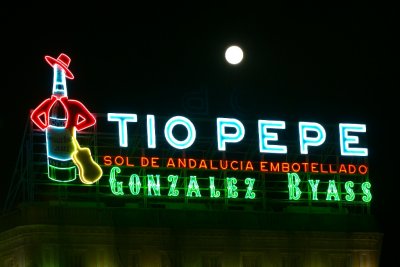 TIO PEPE
SOL DE ANDALUCIA EMBOTELLADO
GONZALEZ BYASS